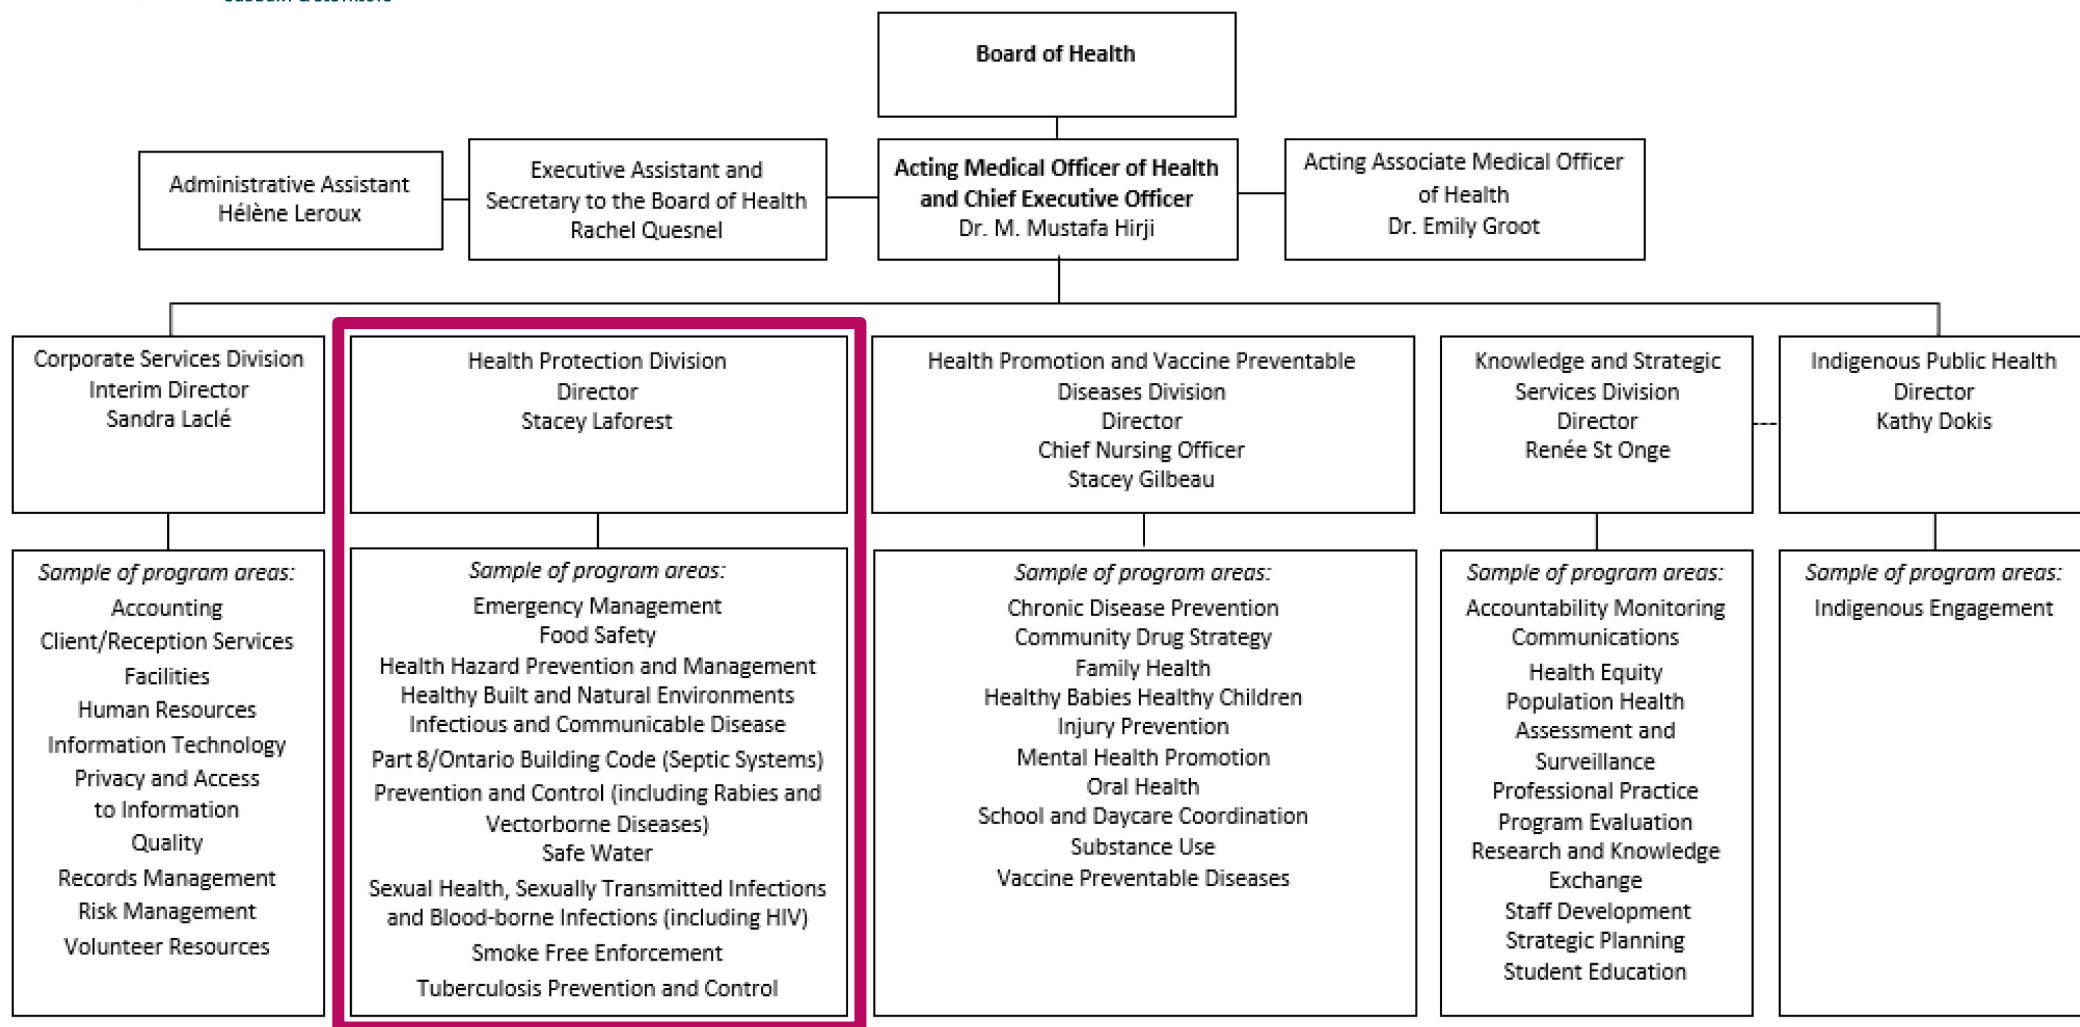 Board of Health
Administrative Assistant
Hélène Leroux
Executive Assistant and
Secretary to the Board of Health
Rachel Quesnel
Acting Medical Officer of Health
and Chief Executive Officer
Dr. M. Mustafa Hirji
Acting Associate Medical Officer
of Health
Dr. Emily Groot
Corporate Services Division
Interim Director
Sandra Laclé
Health Protection Division
Director
Stacey Laforest
Health Promotion and Vaccine Preventable
Diseases Division
Director
Chief Nursing Officer
Stacey Gilbeau
Knowledge and Strategic
Services Division
Director
Renée St Onge
Indigenous Public Health
Director
Kathy Dokis
Sample of program areas:
Accounting
Client/Reception Services
Facilities
Human Resources
Information Technology
Privacy and Access
to Information
Quality
Records Management
Risk Management
Volunteer Resources
Sample of program areas:
Emergency Management
Food Safety
Health Hazard Prevention and Management
Healthy Built and Natural Environments
Infectious and Communicable Disease
Part 8/Ontario Building Code (Septic Systems)
Prevention and Control (including Rabies and
Vectorborne Diseases)
Safe Water
Sexual Health, Sexually Transmitted Infections
and Blood-borne Infections (including HIV)
Smoke Free Enforcement
Tuberculosis Prevention and Control
Sample of program areas:
Chronic Disease Prevention
Community Drug Strategy
Family Health
Healthy Babies Healthy Children
Injury Prevention
Mental Health Promotion
Oral Health
School and Daycare Coordination
Substance Use
Vaccine Preventable Diseases
Sample of program areas:
Accountability Monitoring
Communications
Health Equity
Population Health
Assessment and
Surveillance
Professional Practice
Program Evaluation
Research and Knowledge
Exchange
Staff Development
Strategic Planning
Student Education
Sample of program areas:
Indigenous Engagement